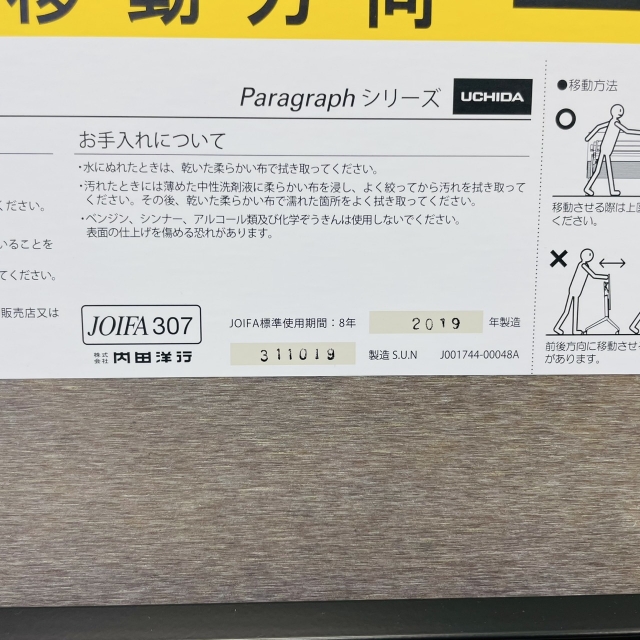 移動方向
Paragraph シリーズ UCHIDA
お手入れについて
・水にぬれたときは、乾いた柔らかい布で拭き取ってください。
・汚れたときには薄めた中性洗剤液に柔らかい布を浸し、よく絞ってから汚れを拭き取って
ください。その後、乾いた柔らかい布で濡れた箇所をよく拭き取ってください。
・ベンジン、シンナー、アルコール類及び化学ぞうきんは使用しないでください。
表面の仕上げを傷める恐れがあります。
ください。
いることを
てください。
販売店又は
JOIFA 307
JOIFA標準使用期間：8年 2019 年製造
株式会社 内田洋行 311019 製造 S.U.N J001744-00048A
●移動方法
移動させる際は上
ください。
前後方向に移動させ
があります。